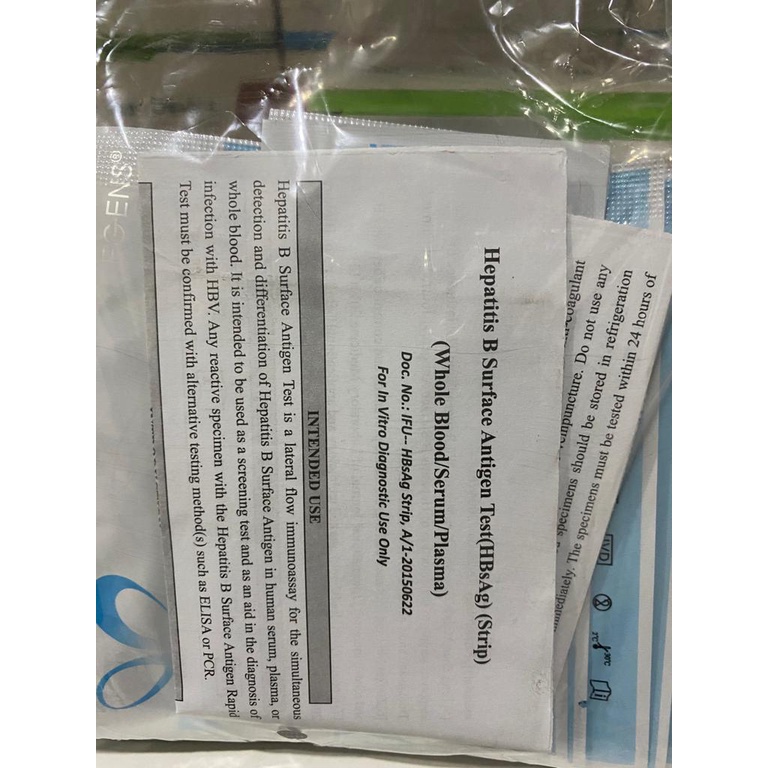 Hepatitis B Surface Antigen Test(HBsAg) (Strip)
(Whole Blood/Serum/Plasma)
Doc. No.: IFU-- HBsAg Strip, A/1-20150622
For In Vitro Diagnostic Use Only
INTENDED USE
Hepatitis B Surface Antigen Test is a lateral flow immunoassay for the simultaneous
detection and differentiation of Hepatitis B Surface Antigen in human serum, plasma, or
whole blood. It is intended to be used as a screening test and as an aid in the diagnosis of
infection with HBV. Any reactive specimen with the Hepatitis B Surface Antigen Rapid
Test must be confirmed with alternative testing method(s) such as ELISA or PCR.
hours of
must be tested within 24
immediately. The specimens
specimens should be stored in refrigeration
Do not use any
IVD
2°C
30°C
EGENS®